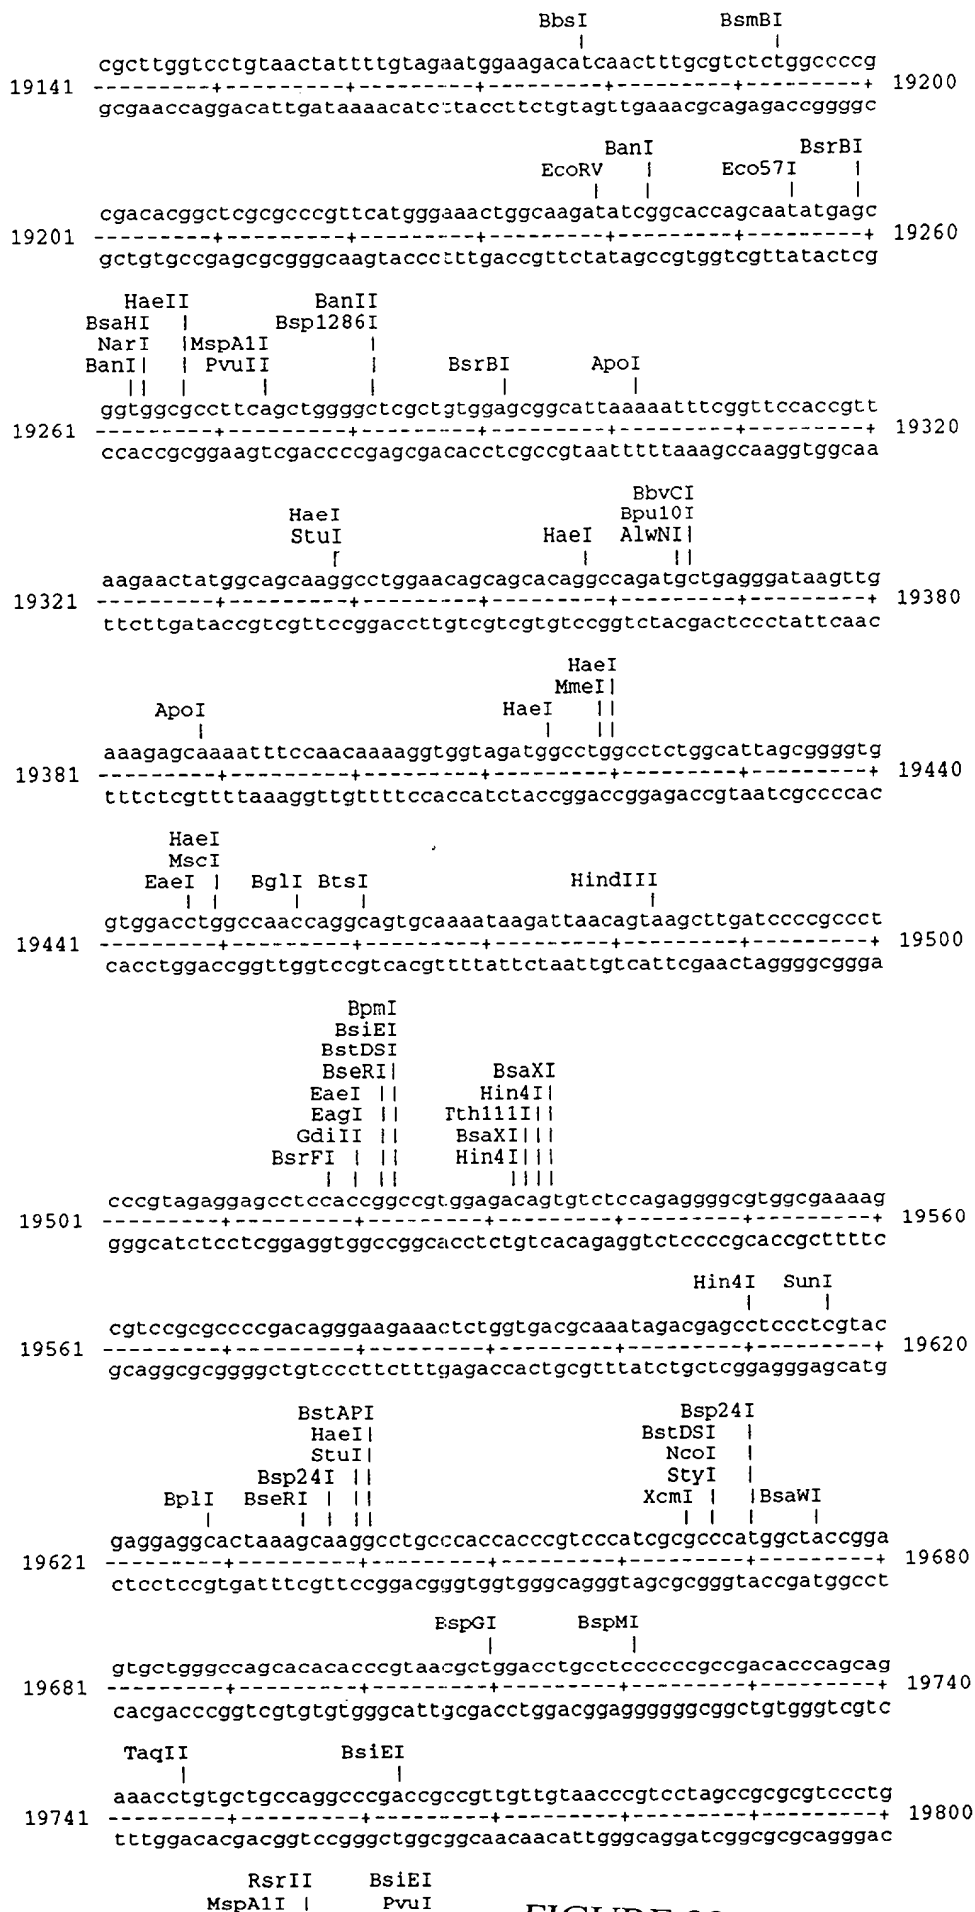 BbsI BsmBI
cgcttggtcctgtaactattttgtagaatggaagacatcaactttgcgtctctggccccg
19141 ---------+---------+---------+---------+---------+---------+ 19200
gcgaaccaggacattgataaaacatcttaccttctgtagttgaaacgcagagaccggggc
BanI BsrBI
EcoRV | Eco57I |
cgacacggctcgcgcccgttcatgggaaactggcaagatatcggcaccagcaatatgagc
19201 ---------+---------+---------+---------+---------+---------+ 19260
gctgtgccgagcgcgggcaagtaccctttgaccgttctatagccgtggtcgttatactcg
HaeII BanII
BsaHI | Bsp1286I
NarI |MspA1I |
BanI| | PvuII | BsrBI ApoI
ggtggcgccttcagctggggctcgctgtggagcggcattaaaaatttcggttccaccgtt
19261 ---------+---------+---------+---------+---------+---------+ 19320
ccaccgcggaagtcgaccccgagcgacacctcgccgtaatttttaaagccaaggtggcaa
BbvCI
HaeI Bpu10I
StuI HaeI AlwNI|
aagaactatggcagcaaggcctggaacagcagcacaggccagatgctgagggataagttg
19321 ---------+---------+---------+---------+---------+---------+ 19380
ttcttgataccgtcgttccggaccttgtcgtcgtgtccggtctacgactccctattcaac
HaeI
MmeI|
ApoI HaeI ||
aaagagcaaaatttccaacaaaaggtggtagatggcctggcctctggcattagcggggtg
19381 ---------+---------+---------+---------+---------+---------+ 19440
tttctcgttttaaaggttgttttccaccatctaccggaccggagaccgtaatcgccccac
HaeI
MscI
EaeI | BglI BtsI HindIII
gtggacctggccaaccaggcagtgcaaaataagattaacagtaagcttgatccccgccct
19441 ---------+---------+---------+---------+---------+---------+ 19500
cacctggaccggttggtccgtcacgttttattctaattgtcattcgaactaggggcggga
BpmI
BsiEI
BstDSI
BseRI| BsaXI
EaeI || Hin4I|
EagI || Tth111I||
GdiII || BsaXI|||
BsrFI | || Hin4I|||
cccgtagaggagcctccaccggccgtggagacagtgtctccagaggggcgtggcgaaaag
19501 ---------+---------+---------+---------+---------+---------+ 19560
gggcatctcctcggaggtggccggcacctctgtcacagaggtctccccgcaccgcttttc
Hin4I SunI
cgtccgcgccccgacagggaagaaactctggtgacgcaaatagacgagcctccctcgtac
19561 ---------+---------+---------+---------+---------+---------+ 19620
gcaggcgcggggctgtcccttctttgagaccactgcgtttatctgctcggagggagcatg
BstAPI Bsp24I
HaeI| BstDSI |
StuI| NcoI |
Bsp24I || StyI |
BplI BseRI | || XcmI | |BsaWI
gaggaggcactaaagcaaggcctgcccaccacccgtcccatcgcgcccatggctaccgga
19621 ---------+---------+---------+---------+---------+---------+ 19680
ctcctccgtgatttcgttccggacgggtggtgggcagggtagcgcgggtaccgatggcct
BspGI BspMI
gtgctgggccagcacacacccgtaacgctggacctgcctccccccgccgacacccagcag
19681 ---------+---------+---------+---------+---------+---------+ 19740
cacgacccggtcgtgtgtgggcattgcgacctggacggaggggggcggctgtgggtcgtc
TaqII BsiEI
aaacctgtgctgccaggcccgaccgccgttgttgtaacccgtcctagccgcgcgtccctg
19741 ---------+---------+---------+---------+---------+---------+ 19800
tttggacacgacggtccgggctggcggcaacaacattgggcaggatcggcgcgcagggac
RsrII BsiEI
MspA1I | PvuI